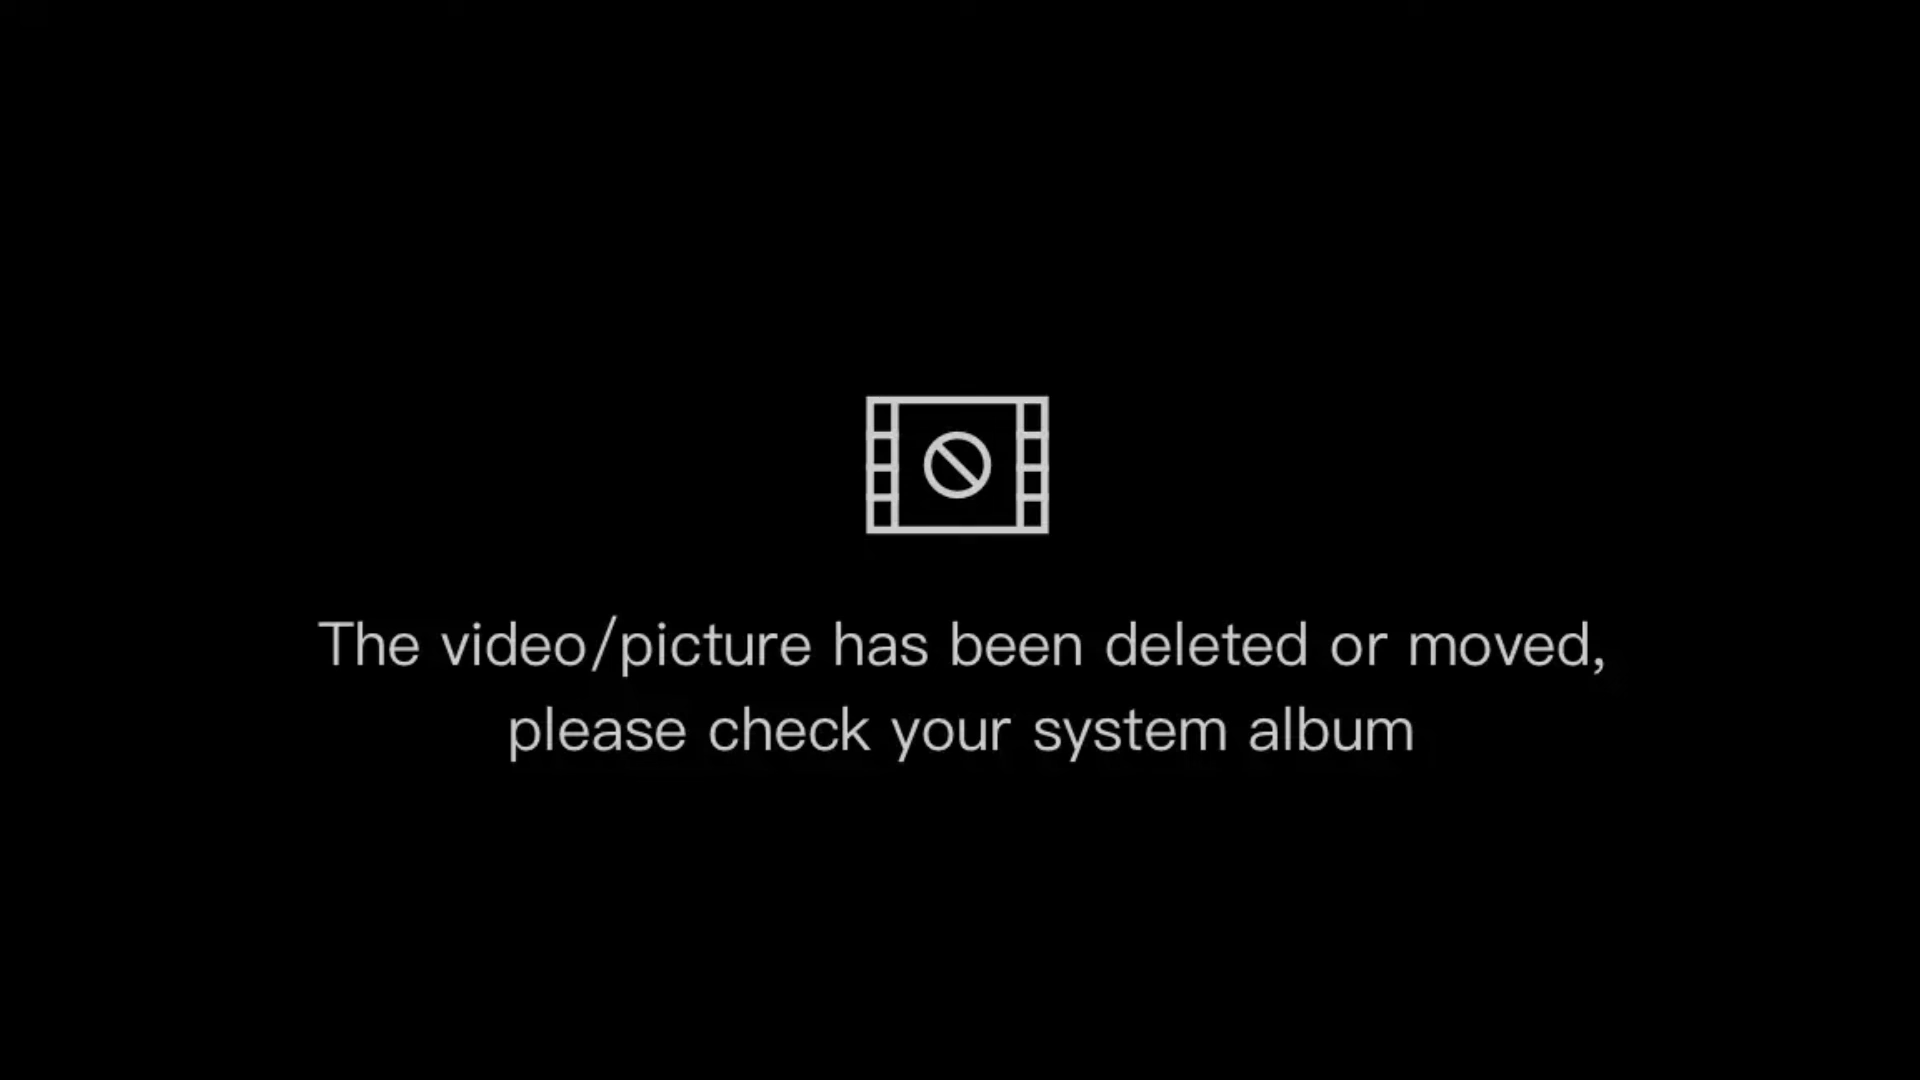 The video/picture has been deleted or moved,
please check your system album